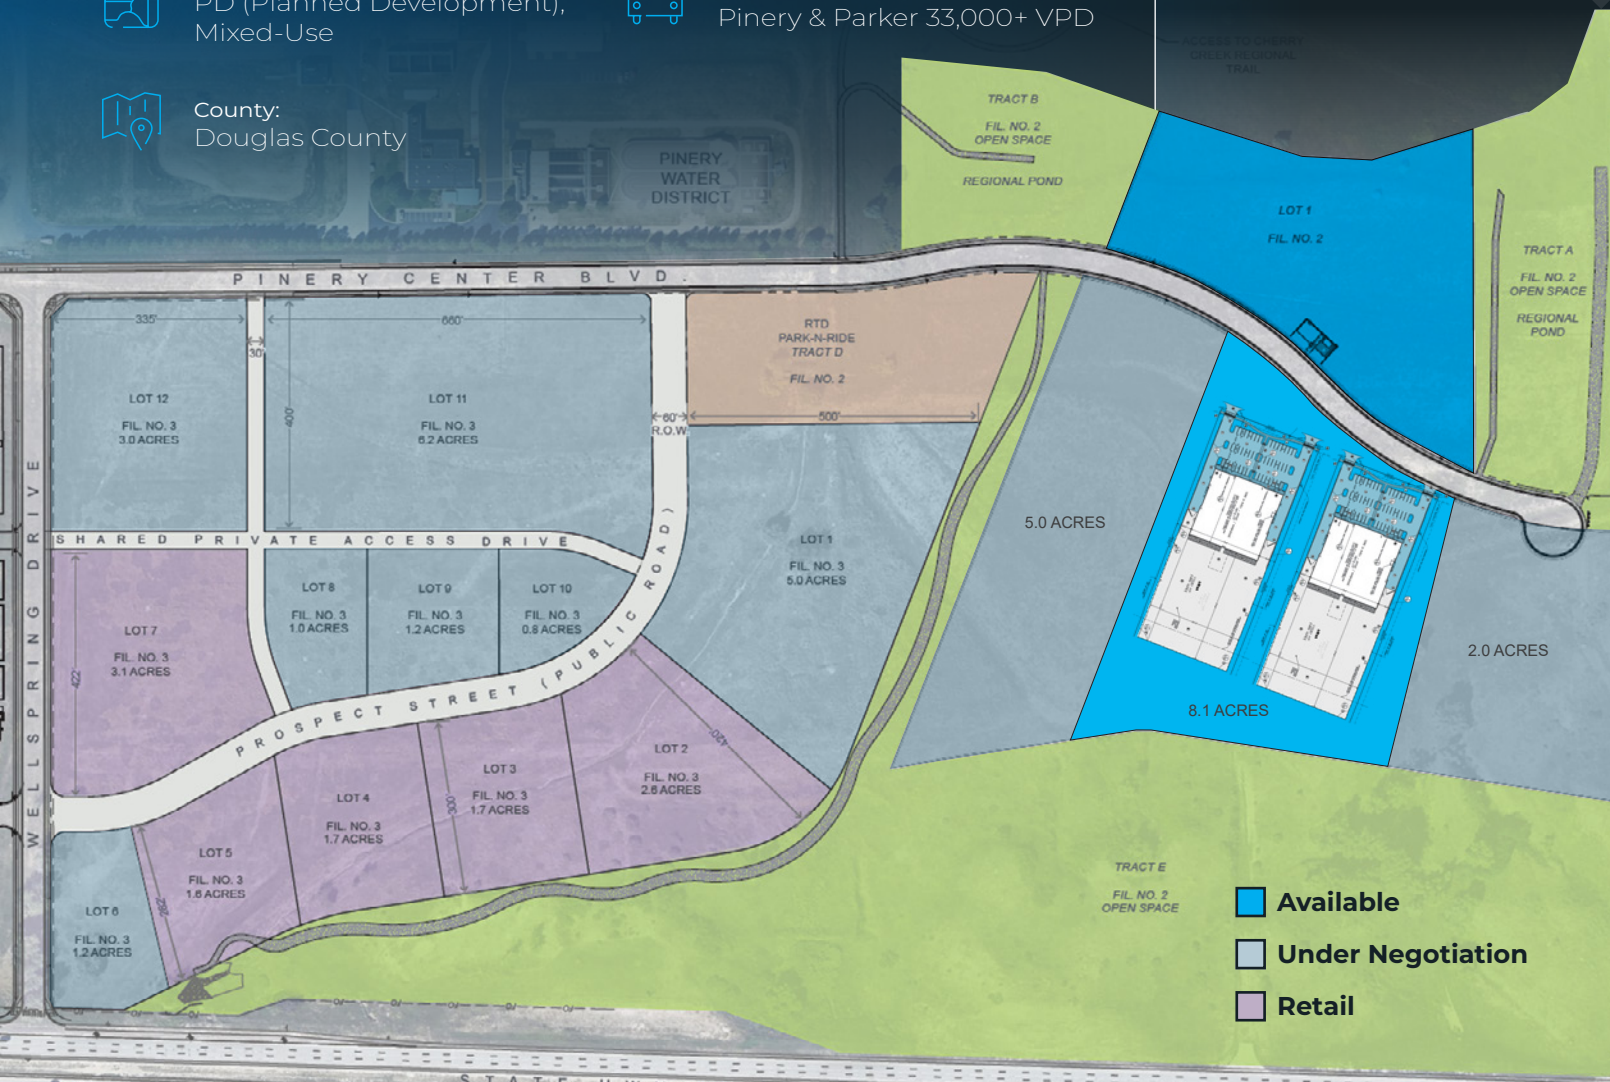 PD (Planned Development),
Mixed-Use
Pinery & Parker 33,000+ VPD
County:
Douglas County
ACCESS TO CHERRY
CREEK REGIONAL
TRAIL
PINERY
WATER
DISTRICT
TRACT B
FIL. NO. 2
OPEN SPACE
REGIONAL POND
LOT 1
FIL. NO. 2
TRACT A
FIL. NO. 2
OPEN SPACE
REGIONAL
POND
PINERY CENTER BLVD.
335'
30'
660'
400'
LOT 12
FIL. NO. 3
3.0 ACRES
LOT 11
FIL. NO. 3
6.2 ACRES
RTD
PARK-N-RIDE
TRACT D
FIL. NO. 2
60'
R.O.W.
500'
WELLSPRING DRIVE
SHARED PRIVATE ACCESS DRIVE
LOT 1
FIL. NO. 3
5.0 ACRES
5.0 ACRES
LOT 8
FIL. NO. 3
1.0 ACRES
LOT 9
FIL. NO. 3
1.2 ACRES
LOT 10
FIL. NO. 3
0.8 ACRES
LOT 7
FIL. NO. 3
3.1 ACRES
422'
2.0 ACRES
8.1 ACRES
PROSPECT STREET (PUBLIC ROAD)
LOT 2
FIL. NO. 3
2.6 ACRES
420'
LOT 3
FIL. NO. 3
1.7 ACRES
300'
LOT 4
FIL. NO. 3
1.7 ACRES
LOT 5
FIL. NO. 3
1.6 ACRES
282'
LOT 6
FIL. NO. 3
1.2 ACRES
TRACT E
FIL. NO. 2
OPEN SPACE
Available
Under Negotiation
Retail